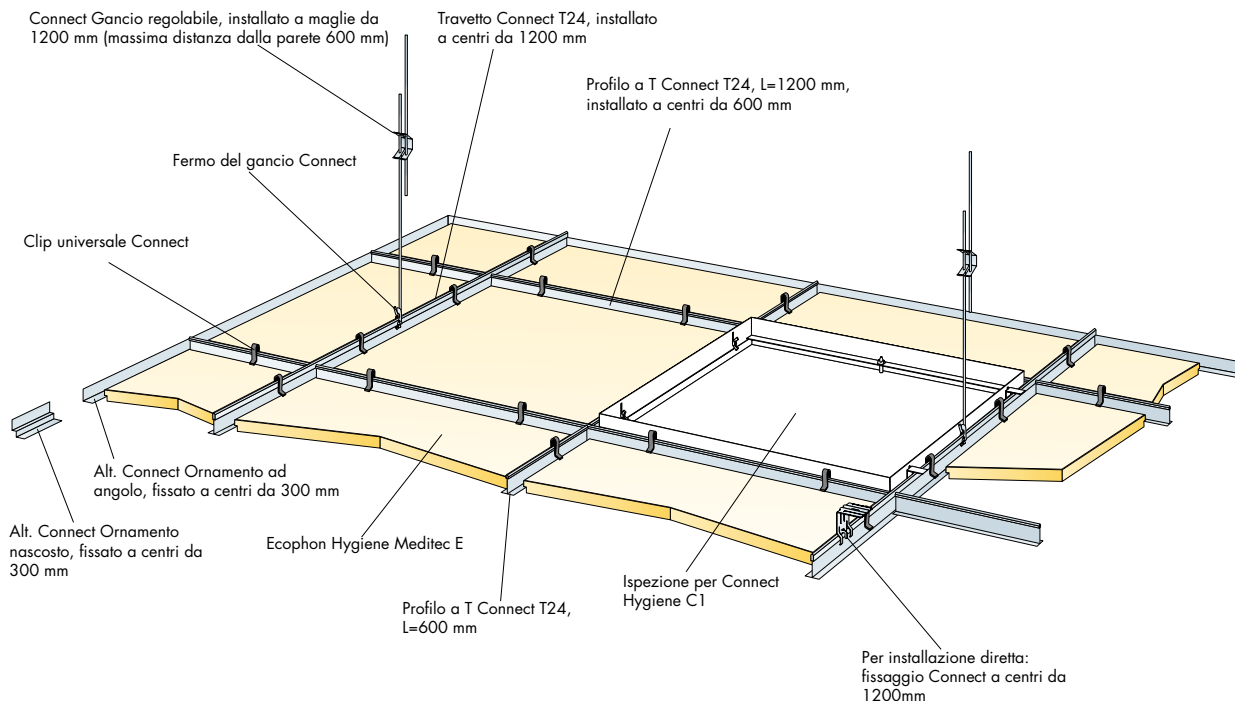 Connect Gancio regolabile, installato a maglie da
1200 mm (massima distanza dalla parete 600 mm)
Travetto Connect T24, installato
a centri da 1200 mm
Profilo a T Connect T24, L=1200 mm,
installato a centri da 600 mm
Fermo del gancio Connect
Clip universale Connect
Alt. Connect Ornamento ad
angolo, fissato a centri da 300 mm
Alt. Connect Ornamento
nascosto, fissato a centri da
300 mm
Ecophon Hygiene Meditec E
Profilo a T Connect T24,
L=600 mm
Ispezione per Connect
Hygiene C1
Per installazione diretta:
fissaggio Connect a centri da
1200mm